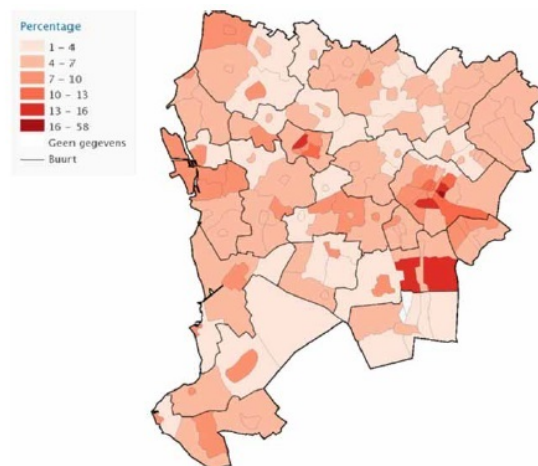 Percentage
1 – 4
4 – 7
7 – 10
10 – 13
13 – 16
16 – 58
Geen gegevens
Buurt